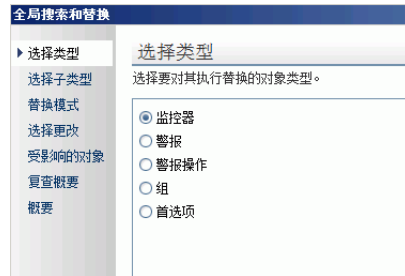 全局搜索和替换
选择类型
选择子类型
替换模式
选择更改
受影响的对象
复查概要
概要
选择类型
选择要对其执行替换的对象类型。
监控器
警报
警报操作
组
首选项